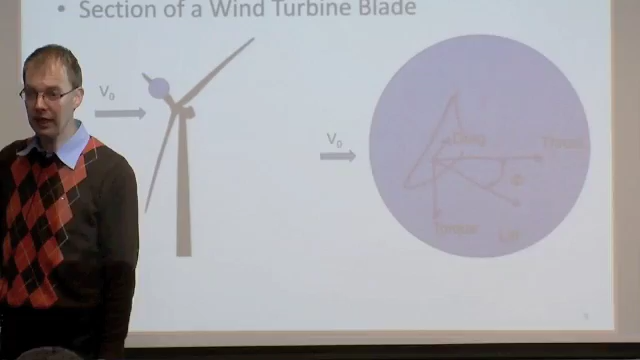 • Section of a Wind Turbine Blade
V₀
V₀
Drag
Thrust
Φ
Torque
Lift